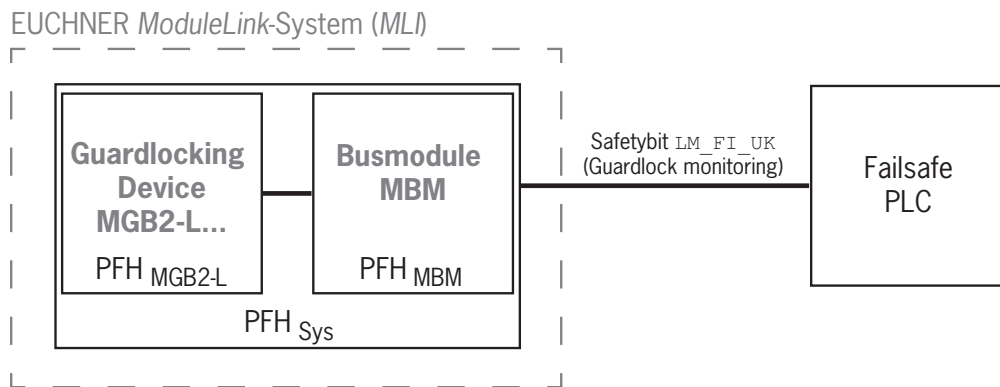 EUCHNER ModuleLink-System (MLI)
Guardlocking
Device
MGB2-L...
PFH MGB2-L
Busmodule
MBM
PFH MBM
PFH Sys
Safetybit LM_FI_UK
(Guardlock monitoring)
Failsafe
PLC